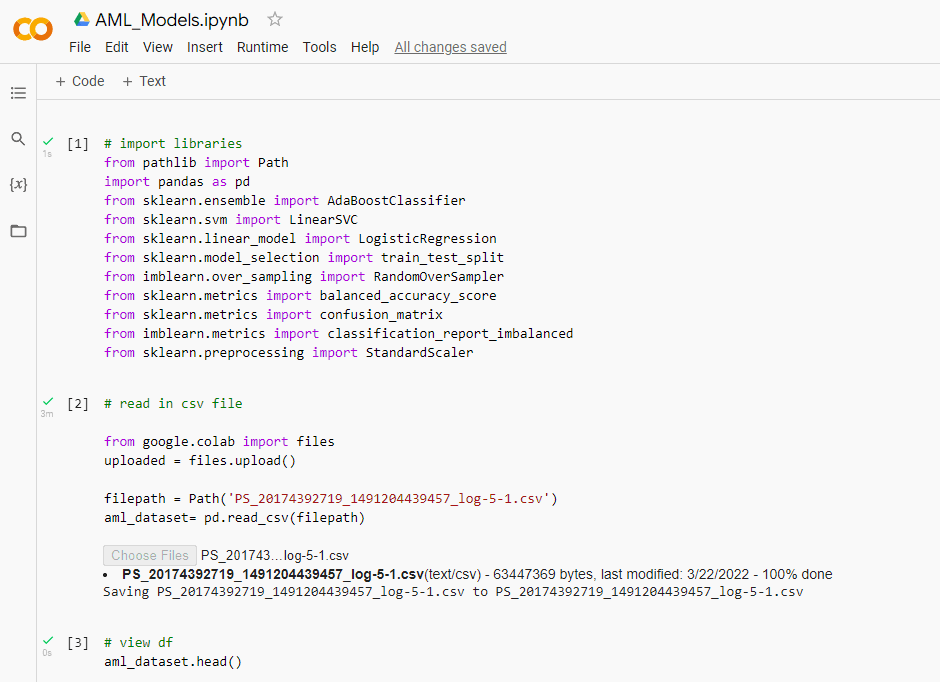 AML_Models.ipynb
File Edit View Insert Runtime Tools Help All changes saved
+ Code + Text
[1] # import libraries
1s
from pathlib import Path
import pandas as pd
from sklearn.ensemble import AdaBoostClassifier
from sklearn.svm import LinearSVC
from sklearn.linear_model import LogisticRegression
from sklearn.model_selection import train_test_split
from imblearn.over_sampling import RandomOverSampler
from sklearn.metrics import balanced_accuracy_score
from sklearn.metrics import confusion_matrix
from imblearn.metrics import classification_report_imbalanced
from sklearn.preprocessing import StandardScaler
[2] # read in csv file
3m
from google.colab import files
uploaded = files.upload()
filepath = Path('PS_20174392719_1491204439457_log-5-1.csv')
aml_dataset= pd.read_csv(filepath)
Choose Files PS_201743...log-5-1.csv
• PS_20174392719_1491204439457_log-5-1.csv(text/csv) - 63447369 bytes, last modified: 3/22/2022 - 100% done
Saving PS_20174392719_1491204439457_log-5-1.csv to PS_20174392719_1491204439457_log-5-1.csv
[3] # view df
0s
aml_dataset.head()
{x}